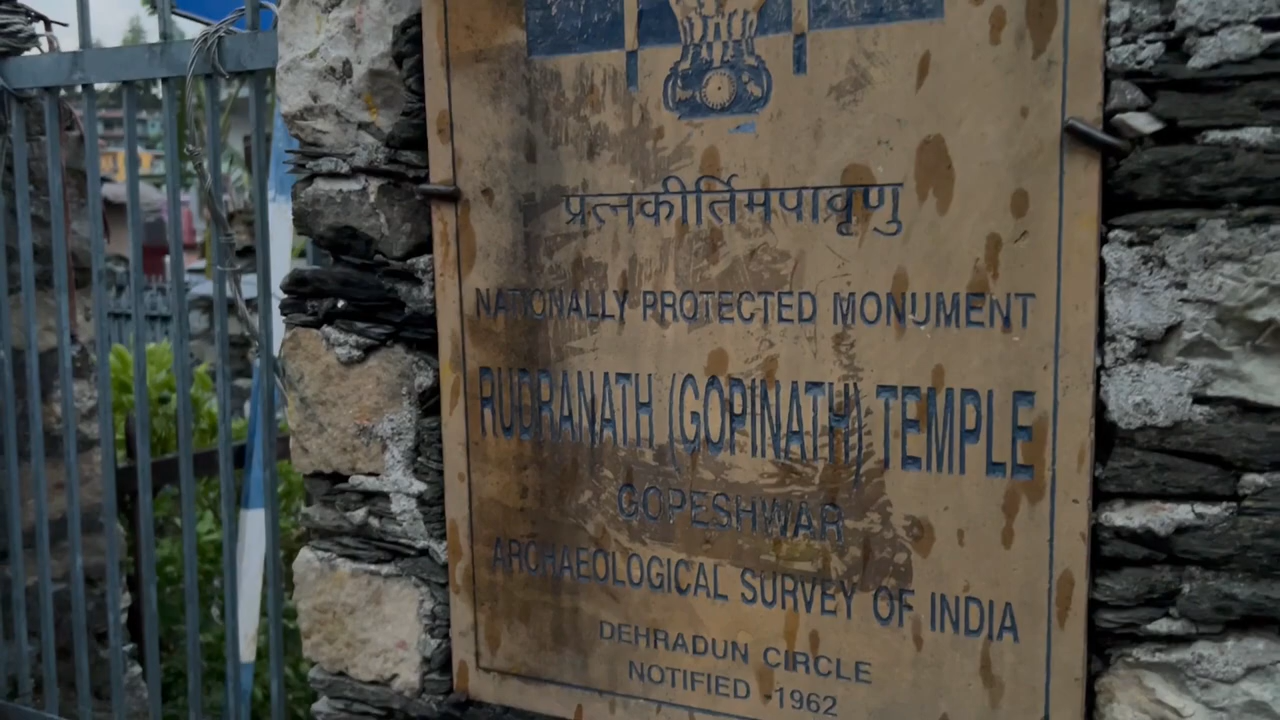 प्रत्नकीर्तिमपावृणु
NATIONALLY PROTECTED MONUMENT
RUDRANATH (GOPINATH) TEMPLE
GOPESHWAR
ARCHAEOLOGICAL SURVEY OF INDIA
DEHRADUN CIRCLE
NOTIFIED -1962